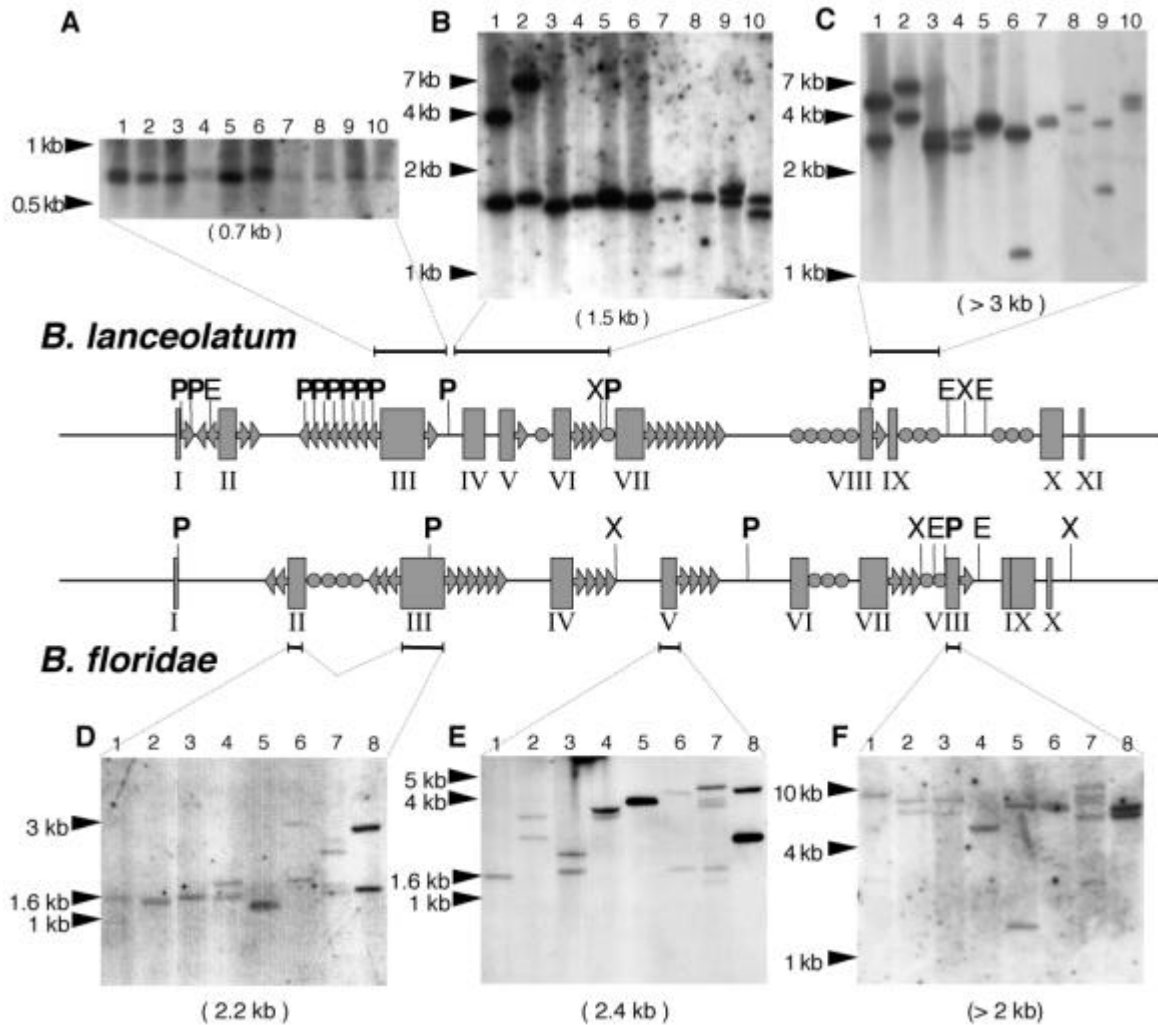 A
1 2 3 4 5 6 7 8 9 10
1 kb
0.5 kb
( 0.7 kb)
B
1 2 3 4 5 6 7 8 9 10
7 kb
4 kb
2 kb
1 kb
( 1.5 kb)
C
1 2 3 4 5 6 7 8 9 10
7 kb
4 kb
2 kb
1 kb
( > 3 kb )
B. lanceolatum
P P E P P P P P P P P P X P P E X E
I II III IV V VI VII VIII IX X XI
P P X P X E P E X
I II III IV V VI VII VIII IX X
B. floridae
D
1 2 3 4 5 6 7 8
3 kb
1.6 kb
1 kb
( 2.2 kb)
E
1 2 3 4 5 6 7 8
5 kb
4 kb
1.6 kb
1 kb
( 2.4 kb)
F
1 2 3 4 5 6 7 8
10 kb
4 kb
1 kb
(> 2 kb)